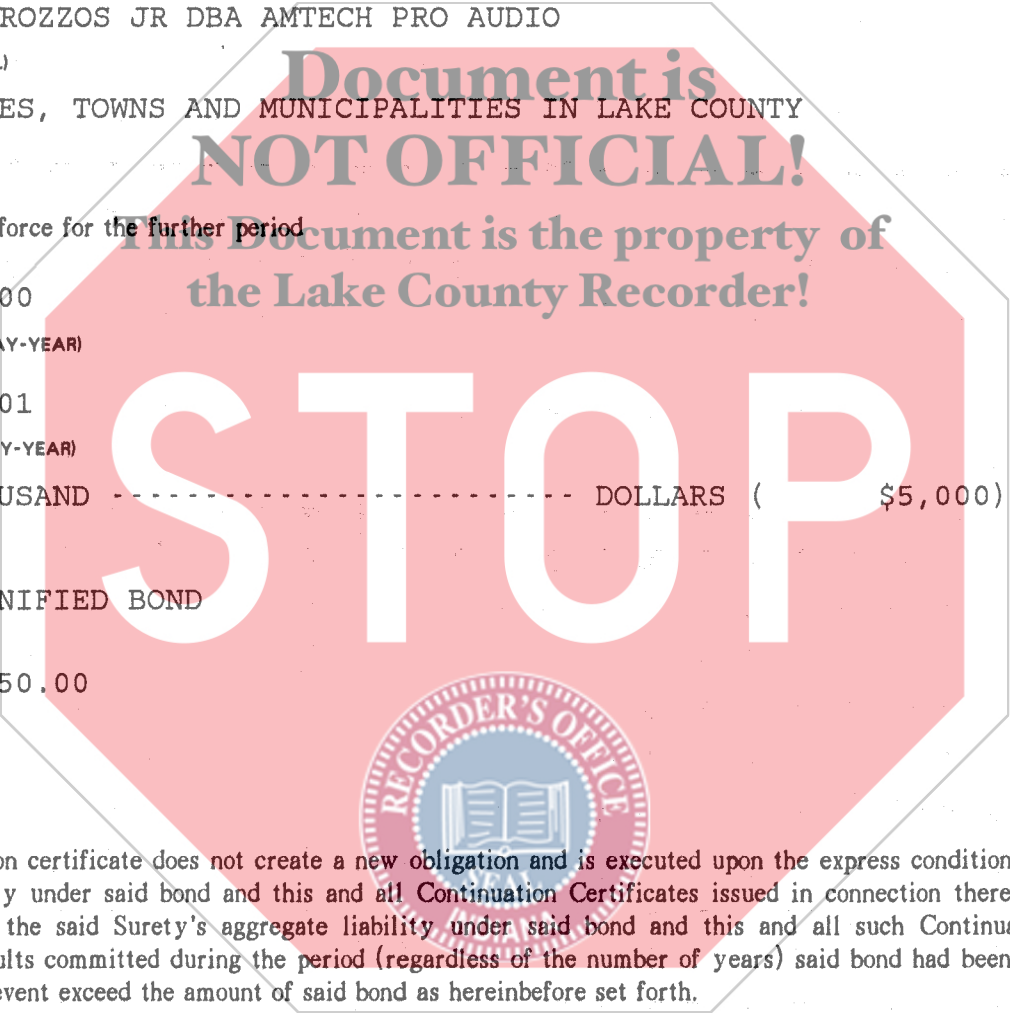 ROZZOS JR DBA AMTECH PRO AUDIO
Document is
ES, TOWNS AND MUNICIPALITIES IN LAKE COUNTY
NOT OFFICIAL!
force for the further period
This Document is the property of
the Lake County Recorder!
00
AY-YEAR)
STOP
01
Y-YEAR)
USAND -------------------------- DOLLARS ( $5,000)
NIFIED BOND
50.00
RECORDER'S OFFICE
on certificate does not create a new obligation and is executed upon the express condition
y under said bond and this and all Continuation Certificates issued in connection there
SEAL
the said Surety's aggregate liability under said bond and this and all such Continua
INDIANA
ults committed during the period (regardless of the number of years) said bond had been
event exceed the amount of said bond as hereinbefore set forth.